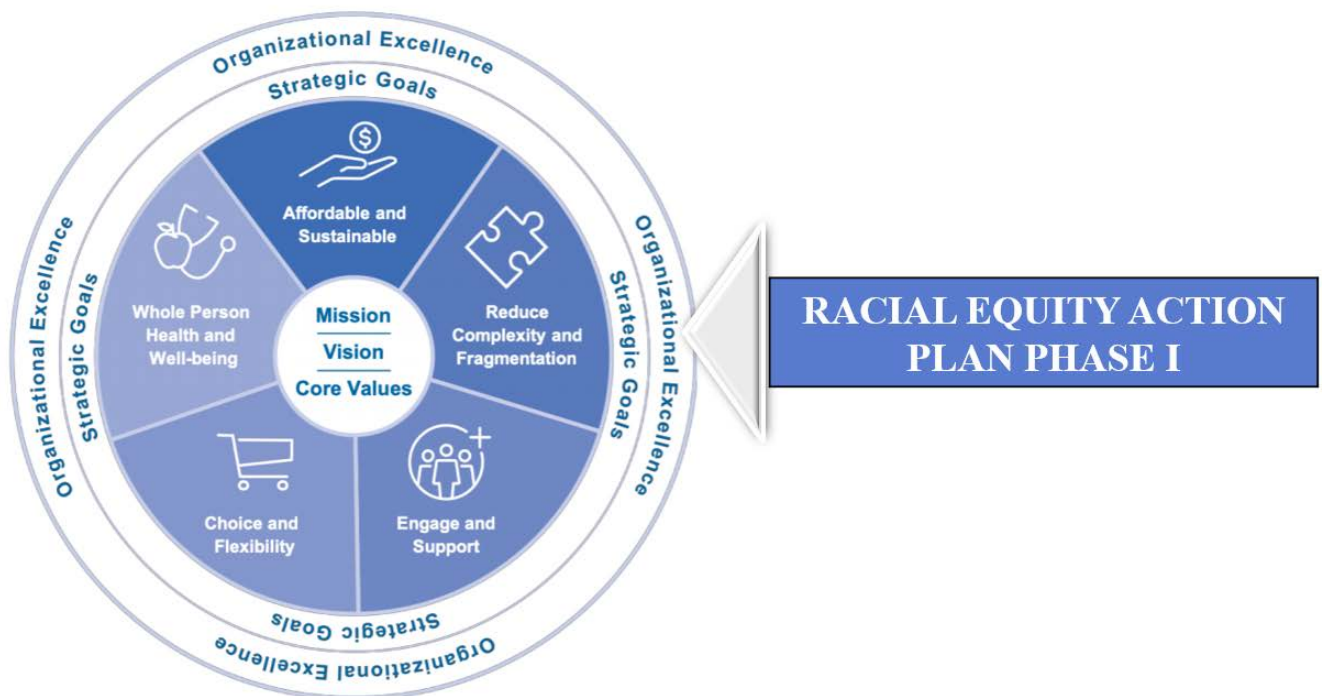 Organizational Excellence
Strategic Goals
$
Affordable and
Sustainable
Organizational Excellence
Strategic Goals
Whole Person
Health and
Well-being
Mission
Vision
Core Values
Reduce
Complexity and
Fragmentation
Strategic Goals
Organizational Excellence
RACIAL EQUITY ACTION
PLAN PHASE I
Choice and
Flexibility
Engage and
Support
Strategic Goals
Organizational Excellence